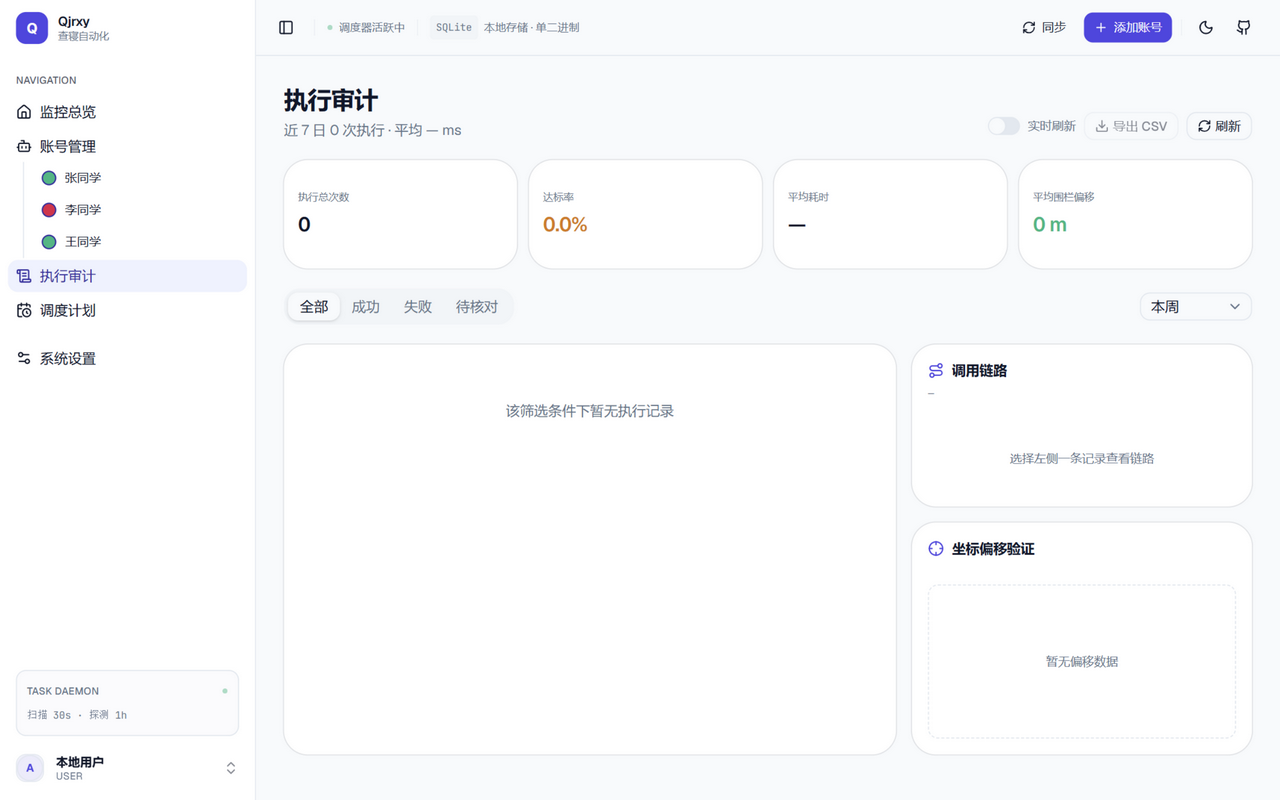 Q
Qjrxy
查寝自动化
NAVIGATION
监控总览
账号管理
张同学
李同学
王同学
执行审计
调度计划
系统设置
TASK DAEMON
扫描 30s · 探测 1h
A
本地用户
USER
调度器活跃中
SQLite 本地存储 · 单二进制
同步
添加账号
执行审计
近 7 日 0 次执行 · 平均 — ms
实时刷新
导出 CSV
刷新
执行总次数
0
达标率
0.0%
平均耗时
—
平均围栏偏移
0 m
全部 成功 失败 待核对
本周
该筛选条件下暂无执行记录
调用链路
—
选择左侧一条记录查看链路
坐标偏移验证
暂无偏移数据